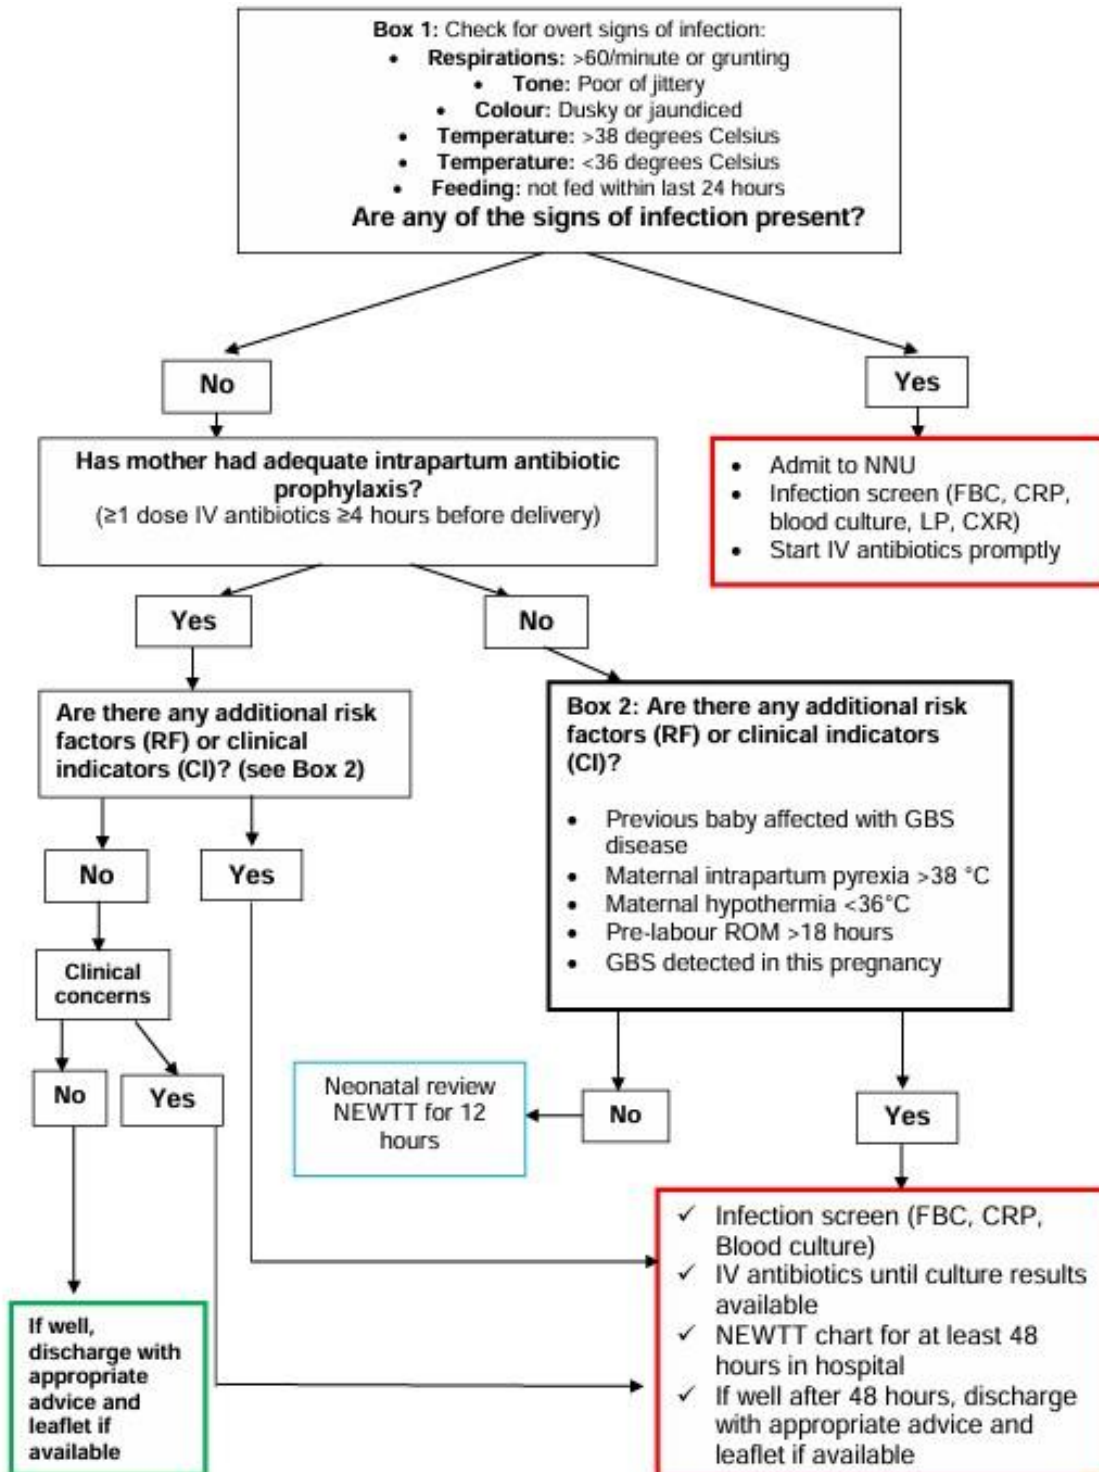 Box 1: Check for overt signs of infection:
• Respirations: >60/minute or grunting
• Tone: Poor of jittery
• Colour: Dusky or jaundiced
• Temperature: >38 degrees Celsius
• Temperature: <36 degrees Celsius
• Feeding: not fed within last 24 hours
Are any of the signs of infection present?
No
Yes
Has mother had adequate intrapartum antibiotic
prophylaxis?
(≥1 dose IV antibiotics ≥4 hours before delivery)
• Admit to NNU
• Infection screen (FBC, CRP,
blood culture, LP, CXR)
• Start IV antibiotics promptly
Yes
No
Are there any additional risk
factors (RF) or clinical
indicators (CI)? (see Box 2)
Box 2: Are there any additional risk
factors (RF) or clinical indicators
(CI)?
• Previous baby affected with GBS
disease
• Maternal intrapartum pyrexia >38 °C
• Maternal hypothermia <36°C
• Pre-labour ROM >18 hours
• GBS detected in this pregnancy
No
Yes
Clinical
concerns
No
Yes
Neonatal review
NEWTT for 12
hours
No
Yes
If well,
discharge with
appropriate
advice and
leaflet if
available
✓ Infection screen (FBC, CRP,
Blood culture)
✓ IV antibiotics until culture results
available
✓ NEWTT chart for at least 48
hours in hospital
✓ If well after 48 hours, discharge
with appropriate advice and
leaflet if available